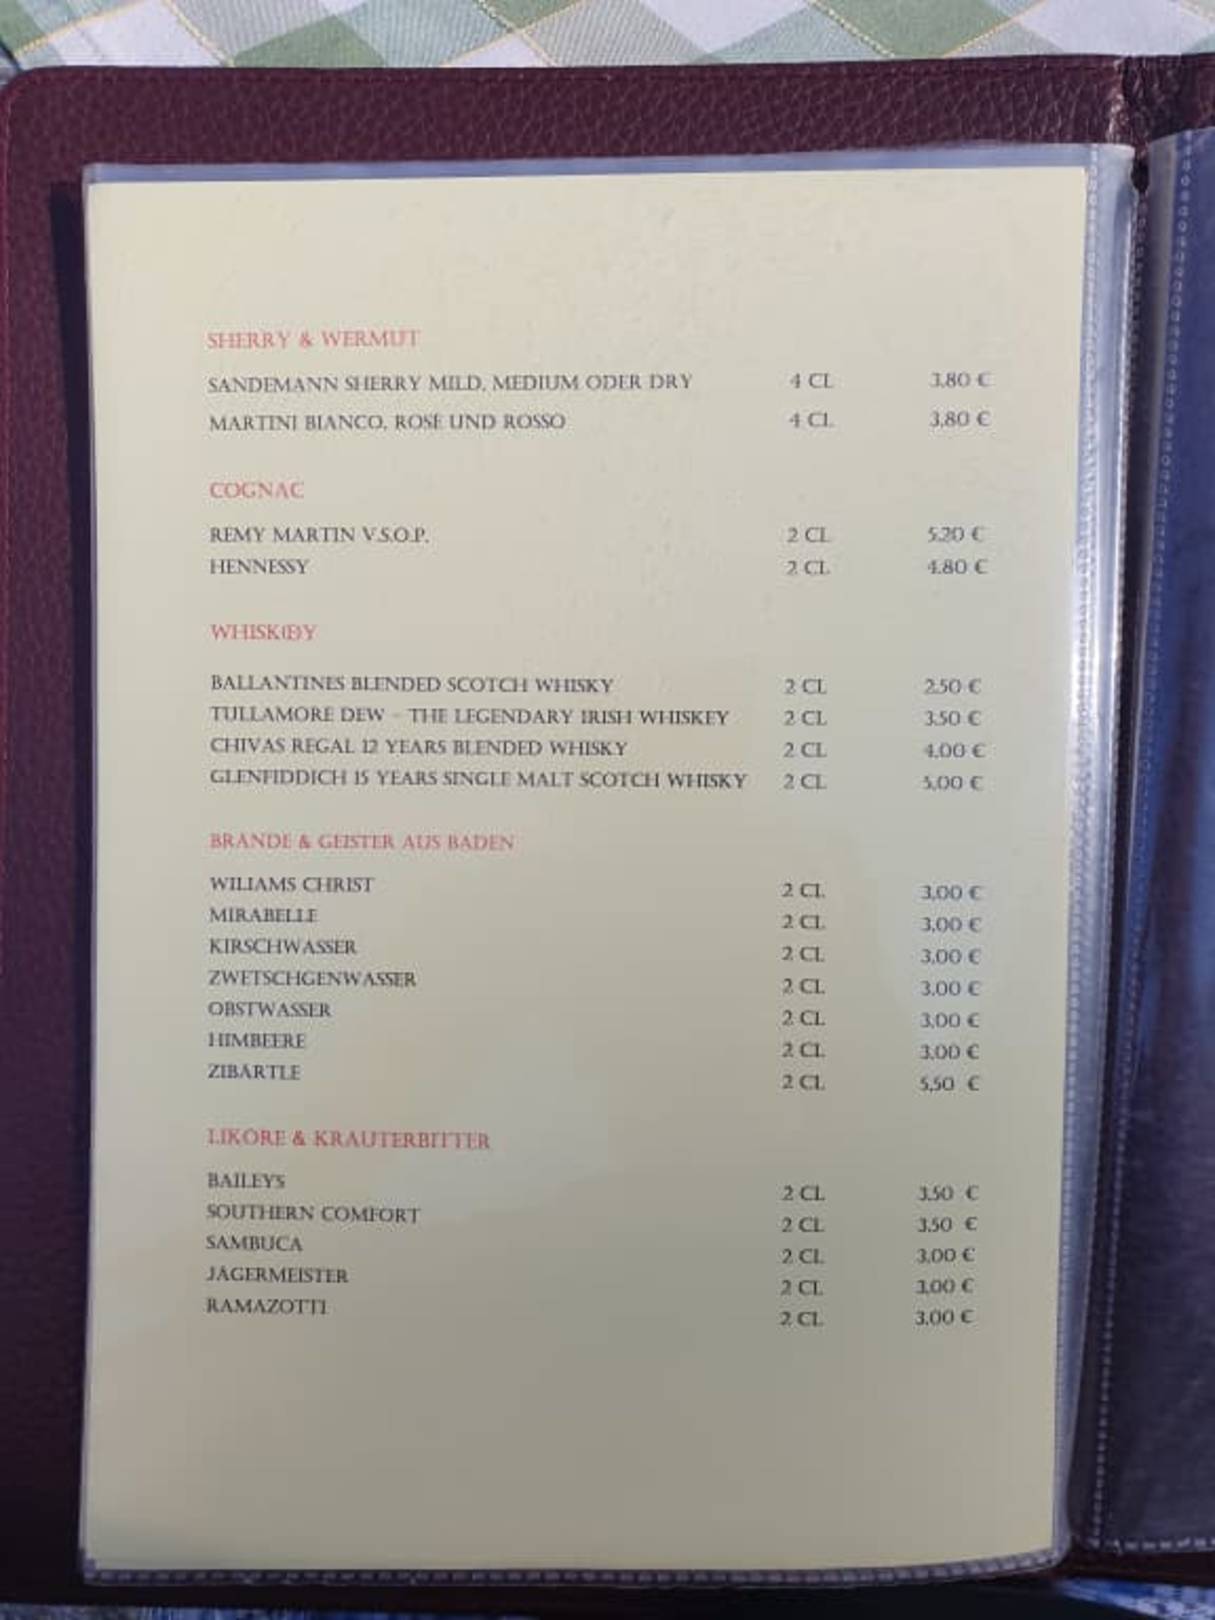 SHERRY & WERMUT
SANDEMANN SHERRY MILD, MEDIUM ODER DRY 4 CL 3,80 €
MARTINI BIANCO, ROSÉ UND ROSSO 4 CL 3,80 €
COGNAC
REMY MARTIN V.S.O.P. 2 CL 5,20 €
HENNESSY 2 CL 4,80 €
WHISK(E)Y
BALLANTINES BLENDED SCOTCH WHISKY 2 CL 2,50 €
TULLAMORE DEW – THE LEGENDARY IRISH WHISKEY 2 CL 3,50 €
CHIVAS REGAL 12 YEARS BLENDED WHISKY 2 CL 4,00 €
GLENFIDDICH 15 YEARS SINGLE MALT SCOTCH WHISKY 2 CL 5,00 €
BRÄNDE & GEISTER AUS BADEN
WILIAMS CHRIST 2 CL 3,00 €
MIRABELLE 2 CL 3,00 €
KIRSCHWASSER 2 CL 3,00 €
ZWETSCHGENWASSER 2 CL 3,00 €
OBSTWASSER 2 CL 3,00 €
HIMBEERE 2 CL 3,00 €
ZIBÄRTLE 2 CL 5,50 €
LIKÖRE & KRÄUTERBITTER
BAILEYS 2 CL 3,50 €
SOUTHERN COMFORT 2 CL 3,50 €
SAMBUCA 2 CL 3,00 €
JÄGERMEISTER 2 CL 3,00 €
RAMAZOTTI 2 CL 3,00 €